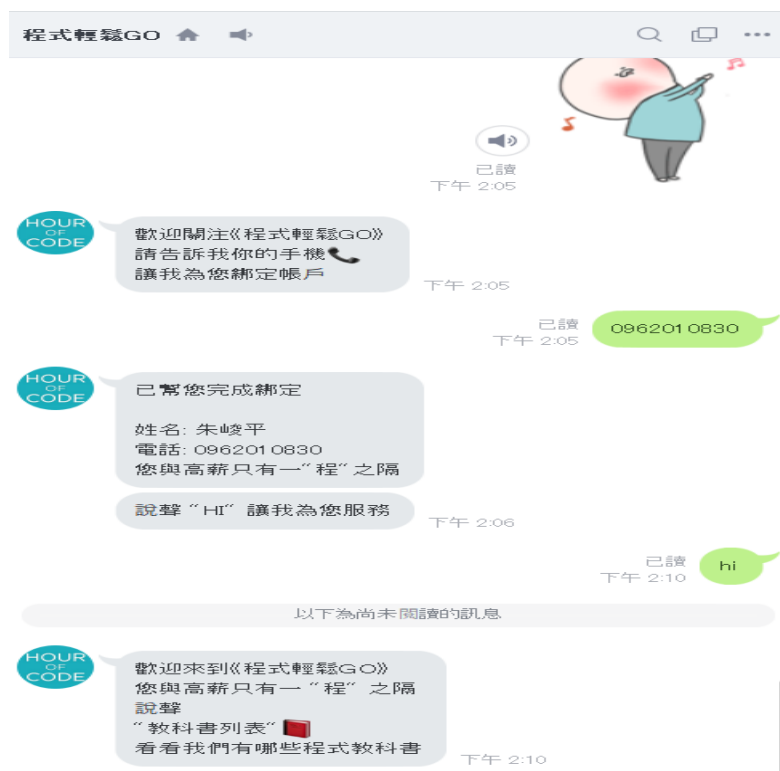 程式輕鬆GO
已讀
下午 2:05
HOUR
OF
CODE
歡迎關注《程式輕鬆GO》
請告訴我你的手機
讓我為您綁定帳戶
下午 2:05
已讀
下午 2:05
0962010830
HOUR
OF
CODE
已幫您完成綁定
姓名: 朱峻平
電話: 0962010830
您與高薪只有一"程"之隔
說聲 "HI" 讓我為您服務
下午 2:06
已讀
下午 2:10
hi
以下為尚未閱讀的訊息
HOUR
OF
CODE
歡迎來到《程式輕鬆GO》
您與高薪只有一 "程" 之隔
說聲
"教科書列表"
看看我們有哪些程式教科書
下午 2:10